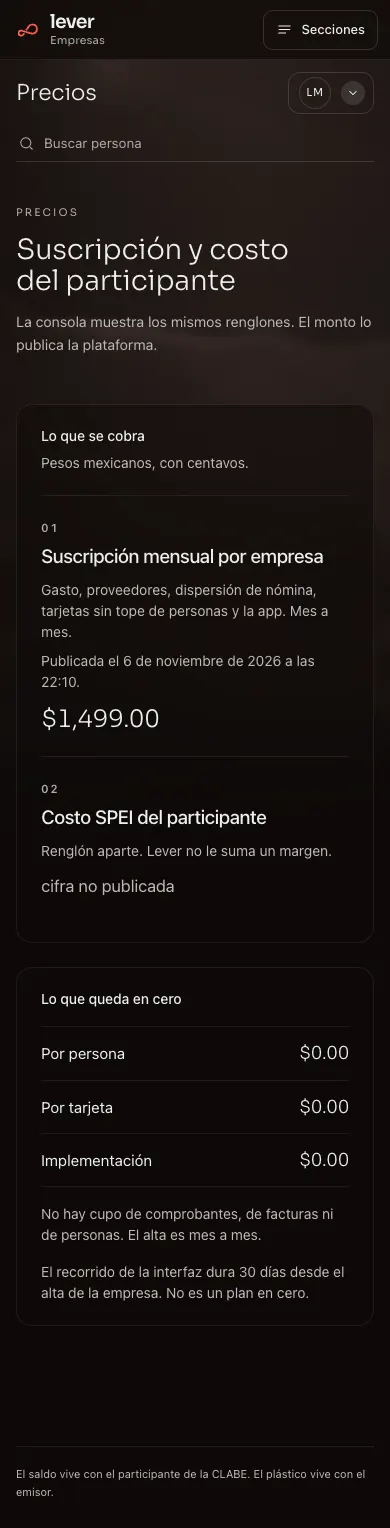 lever
Empresas
Secciones
Precios
LM
Buscar persona
PRECIOS
Suscripción y costo
del participante
La consola muestra los mismos renglones. El monto lo
publica la plataforma.
Lo que se cobra
Pesos mexicanos, con centavos.
01
Suscripción mensual por empresa
Gasto, proveedores, dispersión de nómina,
tarjetas sin tope de personas y la app. Mes a
mes.
Publicada el 6 de noviembre de 2026 a las
22:10.
$1,499.00
02
Costo SPEI del participante
Renglón aparte. Lever no le suma un margen.
cifra no publicada
Lo que queda en cero
Por persona $0.00
Por tarjeta $0.00
Implementación $0.00
No hay cupo de comprobantes, de facturas ni
de personas. El alta es mes a mes.
El recorrido de la interfaz dura 30 días desde el
alta de la empresa. No es un plan en cero.
El saldo vive con el participante de la CLABE. El plástico vive con el
emisor.